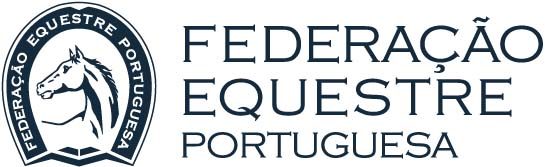 FEDERAÇÃO EQUESTRE PORTUGUESA
FEDERAÇÃO
EQUESTRE
PORTUGUESA